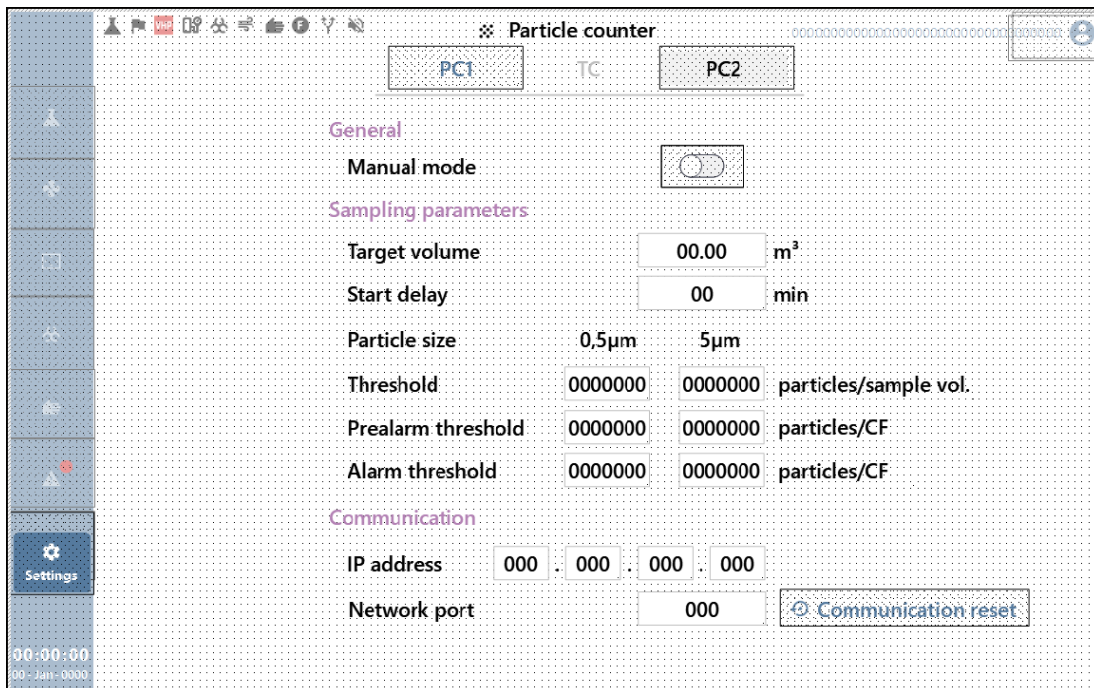 VHP
F
Particle counter
00000000000000000000000000000000000000000
PC1 TC PC2
General
Manual mode
Sampling parameters
Target volume 00.00 m³
Start delay 00 min
Particle size 0,5µm 5µm
Threshold 0000000 0000000 particles/sample vol.
Prealarm threshold 0000000 0000000 particles/CF
Alarm threshold 0000000 0000000 particles/CF
Communication
IP address 000 . 000 . 000 . 000
Settings
Network port 000 Communication reset
00:00:00
00-Jan-0000